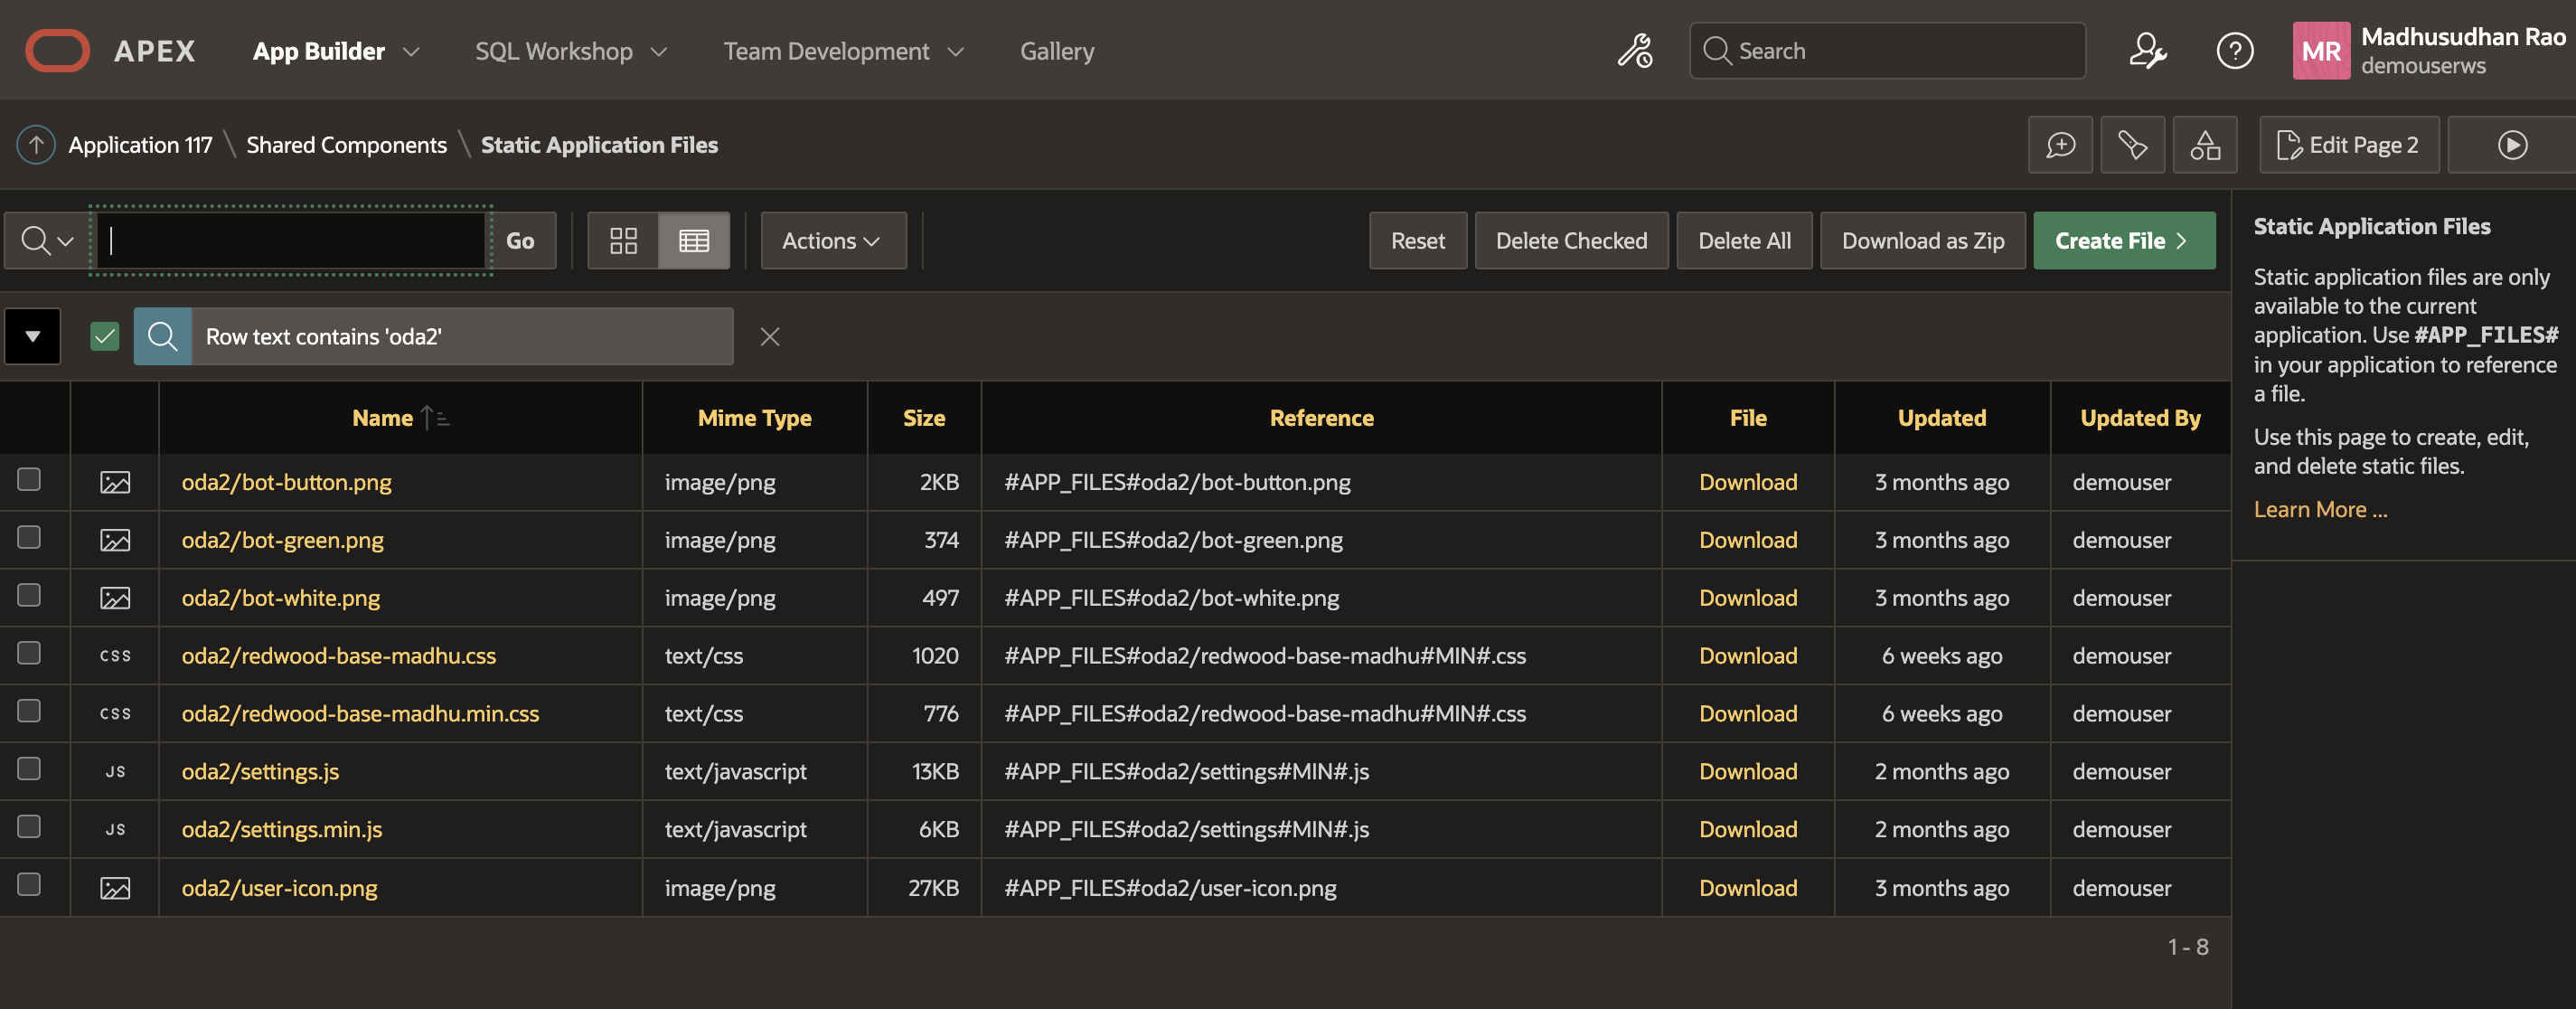 APEX App Builder SQL Workshop Team Development Gallery Search MR Madhusudhan Rao
demouserws
Application 117 \ Shared Components \ Static Application Files Edit Page 2
Go Actions Reset Delete Checked Delete All Download as Zip Create File >
Row text contains 'oda2'
Name Mime Type Size Reference File Updated Updated By
oda2/bot-button.png image/png 2KB #APP_FILES#oda2/bot-button.png Download 3 months ago demouser
oda2/bot-green.png image/png 374 #APP_FILES#oda2/bot-green.png Download 3 months ago demouser
oda2/bot-white.png image/png 497 #APP_FILES#oda2/bot-white.png Download 3 months ago demouser
CSS oda2/redwood-base-madhu.css text/css 1020 #APP_FILES#oda2/redwood-base-madhu#MIN#.css Download 6 weeks ago demouser
CSS oda2/redwood-base-madhu.min.css text/css 776 #APP_FILES#oda2/redwood-base-madhu#MIN#.css Download 6 weeks ago demouser
JS oda2/settings.js text/javascript 13KB #APP_FILES#oda2/settings#MIN#.js Download 2 months ago demouser
JS oda2/settings.min.js text/javascript 6KB #APP_FILES#oda2/settings#MIN#.js Download 2 months ago demouser
oda2/user-icon.png image/png 27KB #APP_FILES#oda2/user-icon.png Download 3 months ago demouser
1 - 8
Static Application Files
Static application files are only
available to the current
application. Use #APP_FILES#
in your application to reference
a file.
Use this page to create, edit,
and delete static files.
Learn More ...